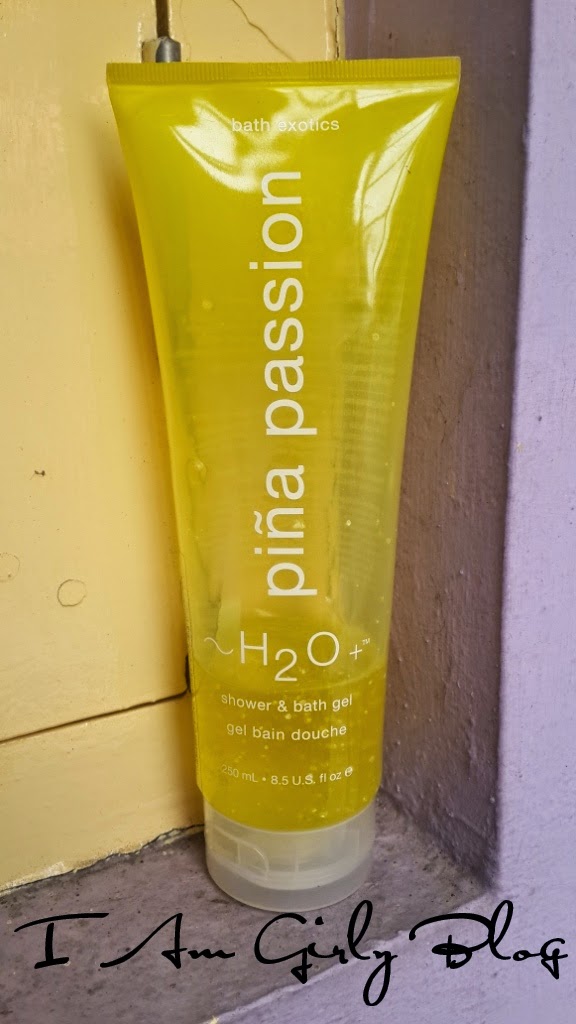 bath exotics
piña passion
~H2O+™
shower & bath gel
gel bain douche
250 mL • 8.5 U.S. fl oz ℮
I Am Girly Blog